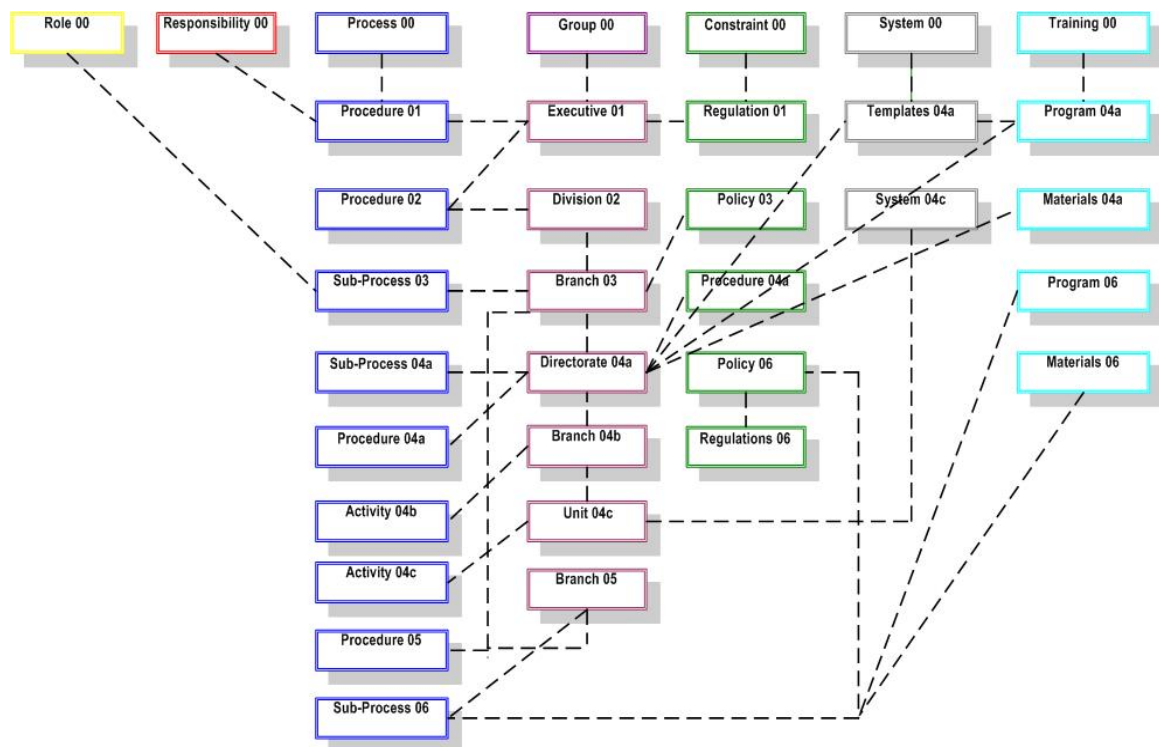 Role 00
Responsibility 00
Process 00
Group 00
Constraint 00
System 00
Training 00
Procedure 01
Executive 01
Regulation 01
Templates 04a
Program 04a
Procedure 02
Division 02
Policy 03
System 04c
Materials 04a
Sub-Process 03
Branch 03
Procedure 04a
Program 06
Sub-Process 04a
Directorate 04a
Policy 06
Materials 06
Procedure 04a
Branch 04b
Regulations 06
Activity 04b
Unit 04c
Activity 04c
Branch 05
Procedure 05
Sub-Process 06